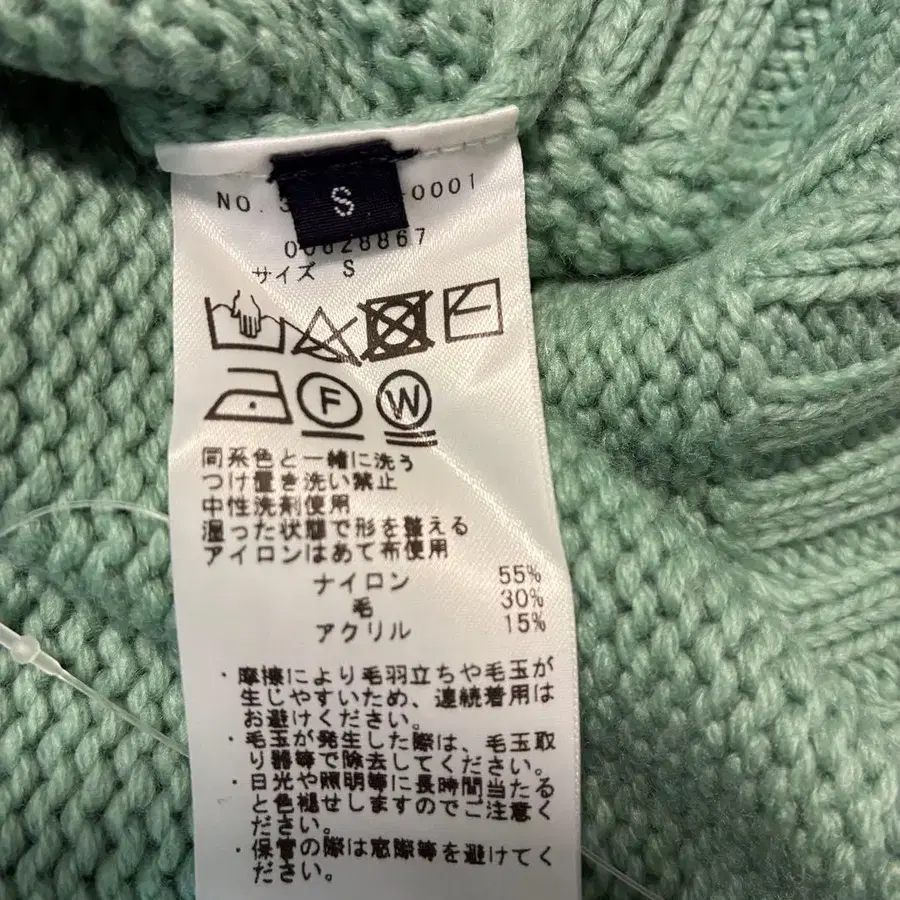 S
NO. 3 -0001
00628867
サイズ S
F
W
同系色と一緒に洗う
つけ置き洗い禁止
中性洗剤使用
湿った状態で形を整える
アイロンはあて布使用
ナイロン 55%
毛 30%
アクリル 15%
・摩擦により毛羽立ちや毛玉が
生じやすいため、連続着用は
お避けください。
・毛玉が発生した際は、毛玉取
り器等で除去してください。
・日光や照明等に長時間当たる
と色褪せしますのでご注意く
ださい。
・保管の際は窓際等を避けてく
ださい。